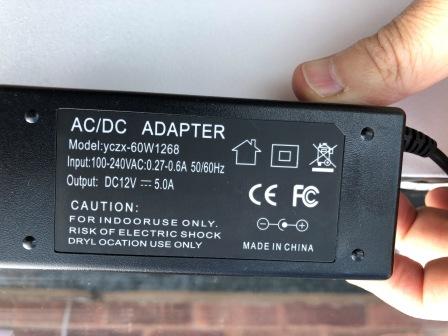 AC/DC ADAPTER
Model:yczx-60W1268
Input:100-240VAC:0.27-0.6A 50/60Hz
Output: DC12V ⎓ 5.0A
CAUTION:
FOR INDOORUSE ONLY.
RISK OF ELECTRIC SHOCK
DRYL OCATION USE ONLY
CE FC
MADE IN CHINA